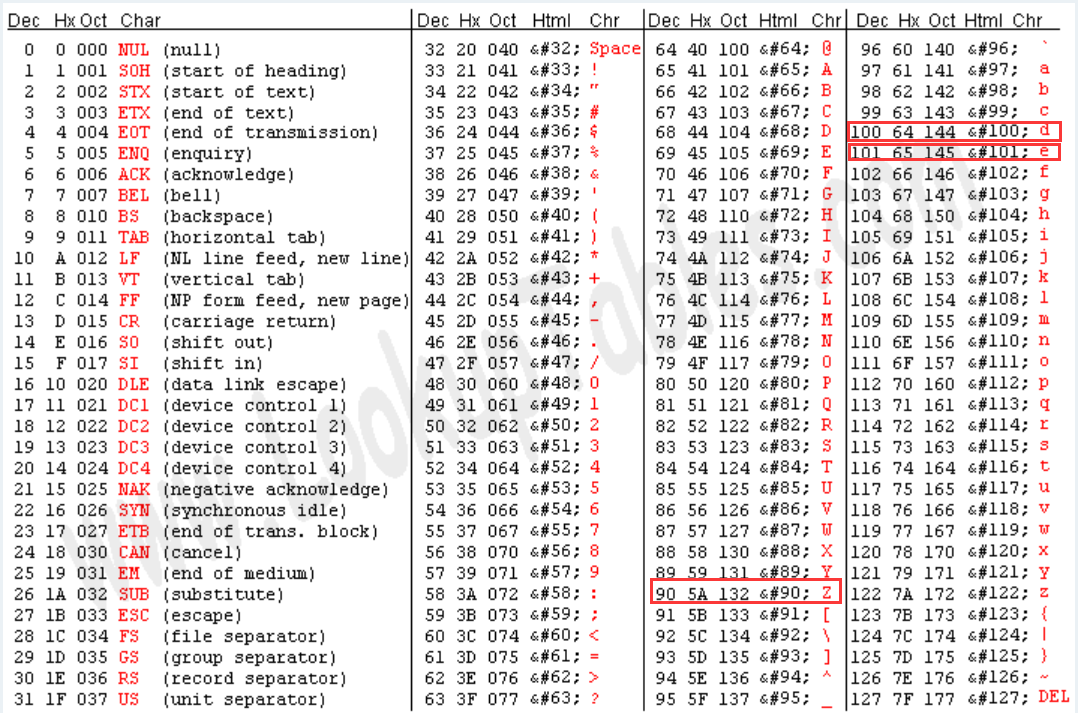 Dec Hx Oct Char Dec Hx Oct Html Chr Dec Hx Oct Html Chr Dec Hx Oct Html Chr
0 0 000 NUL (null) 32 20 040 &#32; Space 64 40 100 &#64; @ 96 60 140 &#96; `
1 1 001 SOH (start of heading) 33 21 041 &#33; ! 65 41 101 &#65; A 97 61 141 &#97; a
2 2 002 STX (start of text) 34 22 042 &#34; " 66 42 102 &#66; B 98 62 142 &#98; b
3 3 003 ETX (end of text) 35 23 043 &#35; # 67 43 103 &#67; C 99 63 143 &#99; c
4 4 004 EOT (end of transmission) 36 24 044 &#36; $ 68 44 104 &#68; D 100 64 144 &#100; d
5 5 005 ENQ (enquiry) 37 25 045 &#37; % 69 45 105 &#69; E 101 65 145 &#101; e
6 6 006 ACK (acknowledge) 38 26 046 &#38; & 70 46 106 &#70; F 102 66 146 &#102; f
7 7 007 BEL (bell) 39 27 047 &#39; ' 71 47 107 &#71; G 103 67 147 &#103; g
8 8 010 BS (backspace) 40 28 050 &#40; ( 72 48 110 &#72; H 104 68 150 &#104; h
9 9 011 TAB (horizontal tab) 41 29 051 &#41; ) 73 49 111 &#73; I 105 69 151 &#105; i
10 A 012 LF (NL line feed, new line) 42 2A 052 &#42; * 74 4A 112 &#74; J 106 6A 152 &#106; j
11 B 013 VT (vertical tab) 43 2B 053 &#43; + 75 4B 113 &#75; K 107 6B 153 &#107; k
12 C 014 FF (NP form feed, new page) 44 2C 054 &#44; , 76 4C 114 &#76; L 108 6C 154 &#108; l
13 D 015 CR (carriage return) 45 2D 055 &#45; - 77 4D 115 &#77; M 109 6D 155 &#109; m
14 E 016 SO (shift out) 46 2E 056 &#46; . 78 4E 116 &#78; N 110 6E 156 &#110; n
15 F 017 SI (shift in) 47 2F 057 &#47; / 79 4F 117 &#79; O 111 6F 157 &#111; o
16 10 020 DLE (data link escape) 48 30 060 &#48; 0 80 50 120 &#80; P 112 70 160 &#112; p
17 11 021 DC1 (device control 1) 49 31 061 &#49; 1 81 51 121 &#81; Q 113 71 161 &#113; q
18 12 022 DC2 (device control 2) 50 32 062 &#50; 2 82 52 122 &#82; R 114 72 162 &#114; r
19 13 023 DC3 (device control 3) 51 33 063 &#51; 3 83 53 123 &#83; S 115 73 163 &#115; s
20 14 024 DC4 (device control 4) 52 34 064 &#52; 4 84 54 124 &#84; T 116 74 164 &#116; t
21 15 025 NAK (negative acknowledge) 53 35 065 &#53; 5 85 55 125 &#85; U 117 75 165 &#117; u
22 16 026 SYN (synchronous idle) 54 36 066 &#54; 6 86 56 126 &#86; V 118 76 166 &#118; v
23 17 027 ETB (end of trans. block) 55 37 067 &#55; 7 87 57 127 &#87; W 119 77 167 &#119; w
24 18 030 CAN (cancel) 56 38 070 &#56; 8 88 58 130 &#88; X 120 78 170 &#120; x
25 19 031 EM (end of medium) 57 39 071 &#57; 9 89 59 131 &#89; Y 121 79 171 &#121; y
26 1A 032 SUB (substitute) 58 3A 072 &#58; : 90 5A 132 &#90; Z 122 7A 172 &#122; z
27 1B 033 ESC (escape) 59 3B 073 &#59; ; 91 5B 133 &#91; [ 123 7B 173 &#123; {
28 1C 034 FS (file separator) 60 3C 074 &#60; < 92 5C 134 &#92; \ 124 7C 174 &#124; |
29 1D 035 GS (group separator) 61 3D 075 &#61; = 93 5D 135 &#93; ] 125 7D 175 &#125; }
30 1E 036 RS (record separator) 62 3E 076 &#62; > 94 5E 136 &#94; ^ 126 7E 176 &#126; ~
31 1F 037 US (unit separator) 63 3F 077 &#63; ? 95 5F 137 &#95; _ 127 7F 177 &#127; DEL
www.LookupTables.com